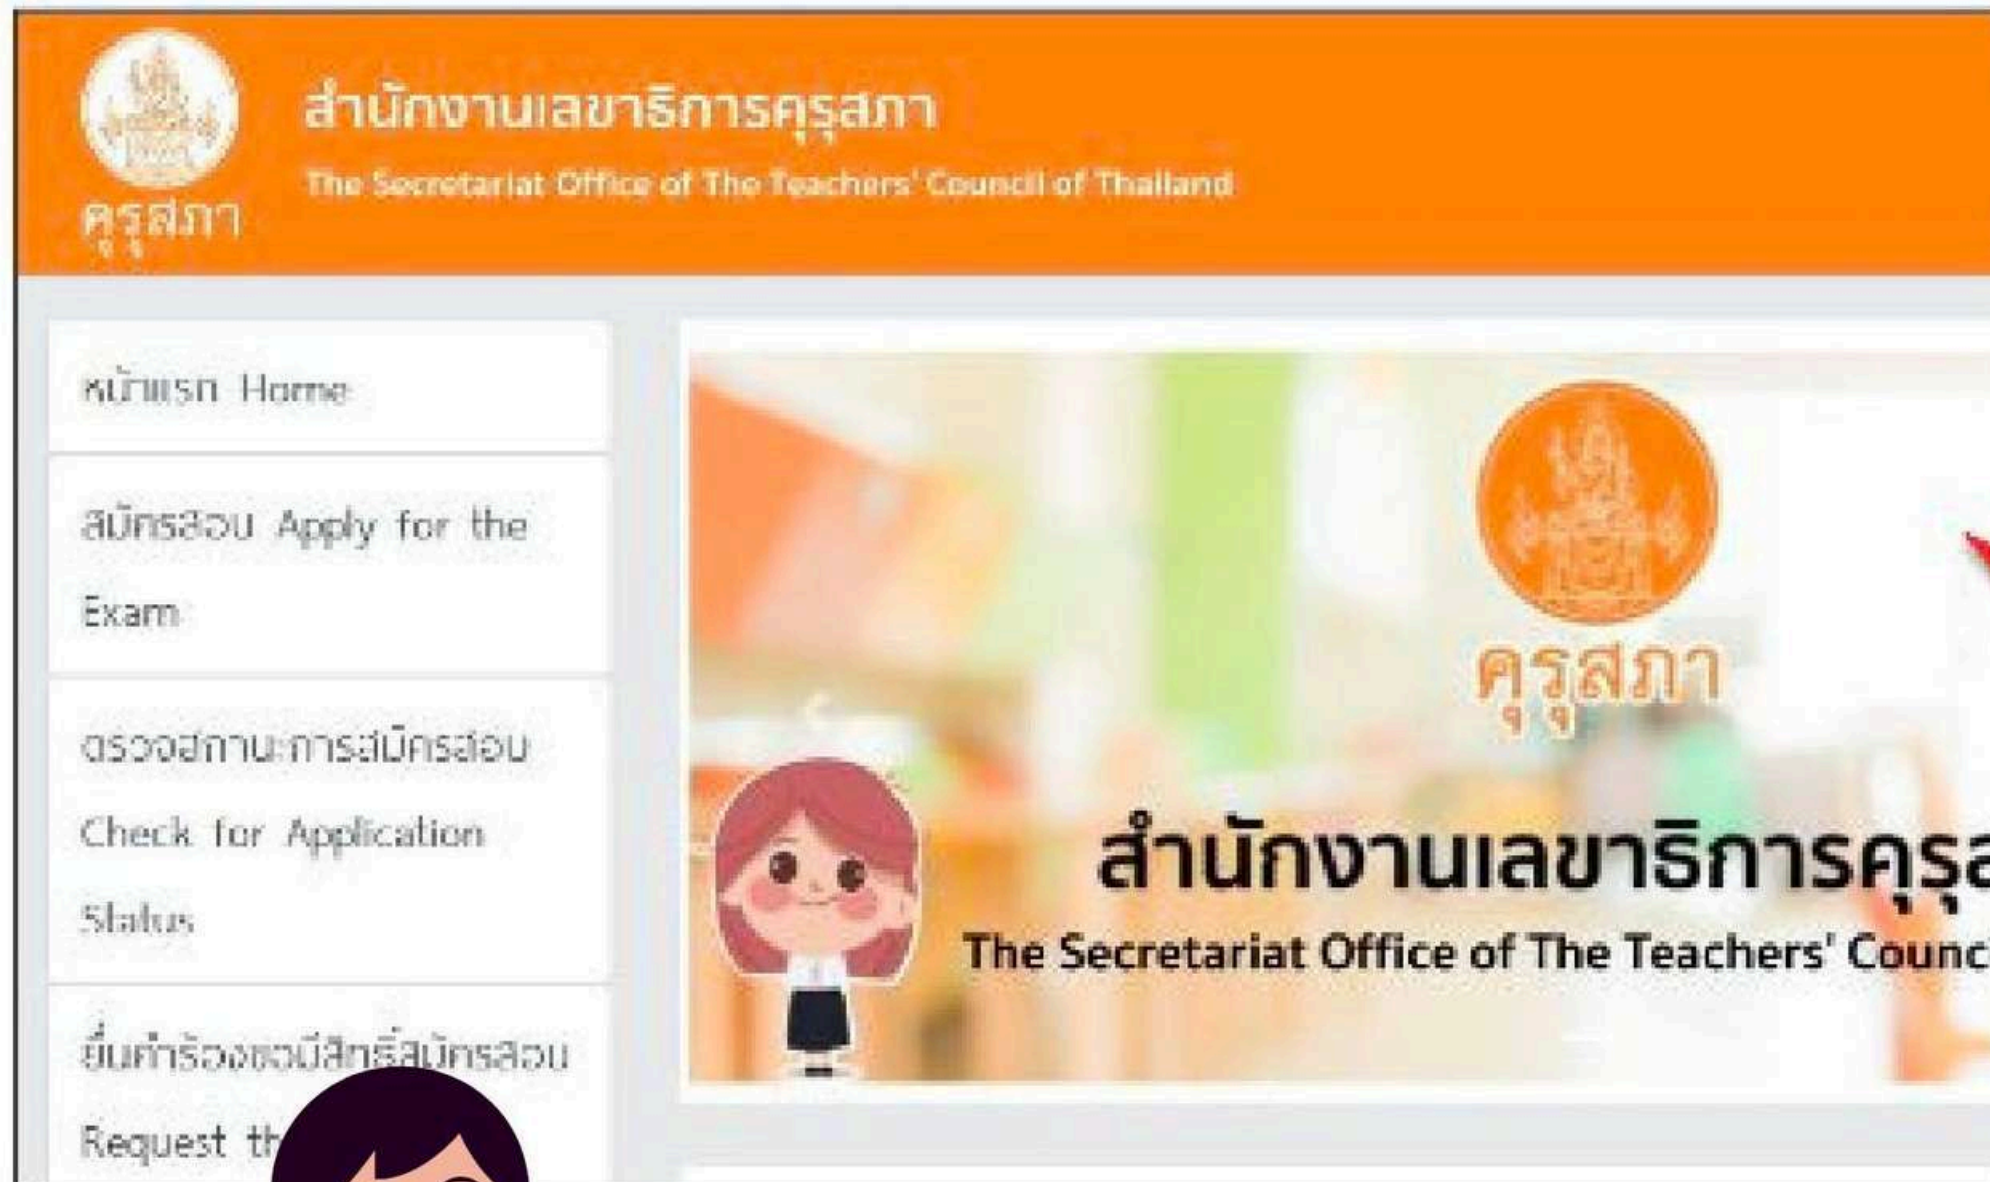 สำนักงานเลขาธิการคุรุสภา
The Secretariat Office of The Teachers' Council of Thailand
คุรุสภา
หน้าแรก Home
สมัครสอบ Apply for the
Exam
ตรวจสถานะการสมัครสอบ
Check for Application
Status
ยื่นคำร้องขอมีสิทธิ์สมัครสอบ
Request
คุรุสภา
สำนักงานเลขาธิการคุรุ
The Secretariat Office of The Teachers'